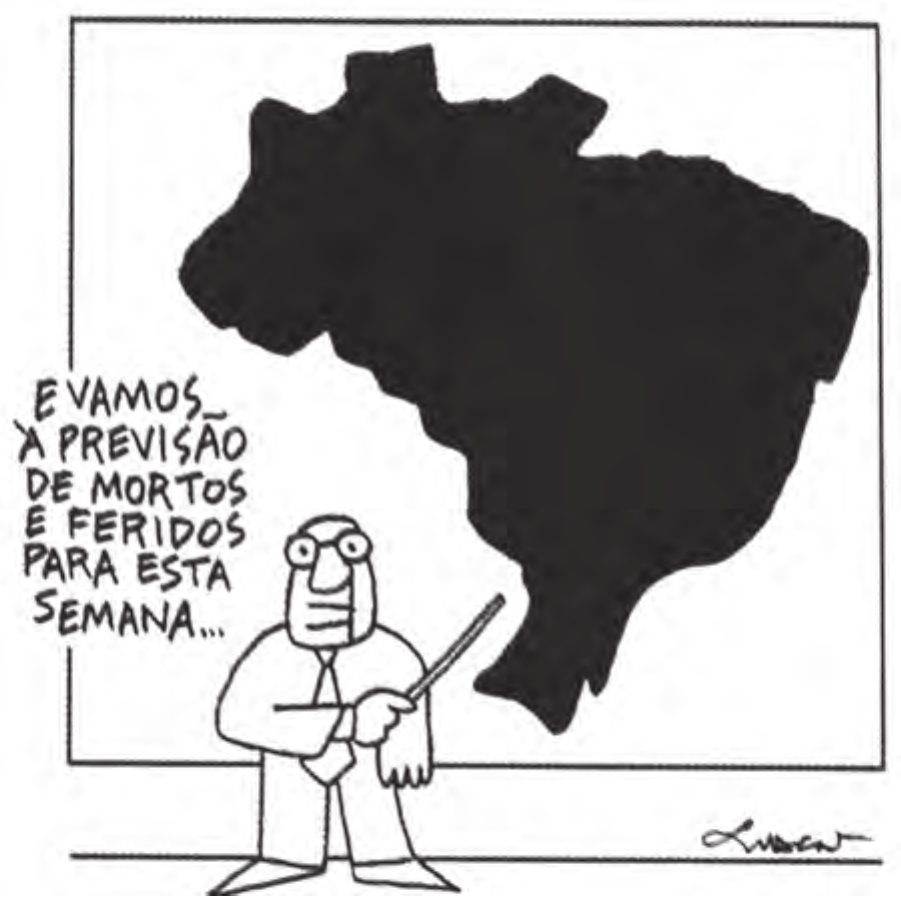 E VAMOS
À PREVISÃO
DE MORTOS
E FERIDOS
PARA ESTA
SEMANA...